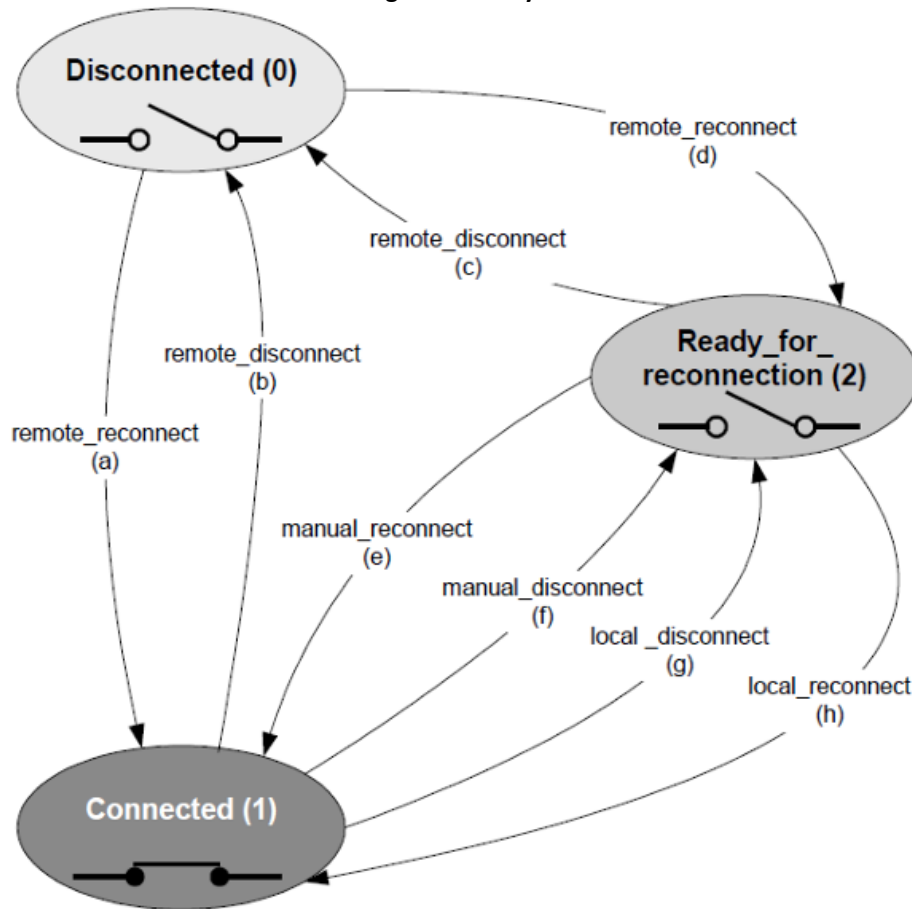 Disconnected (0)
remote_reconnect
(d)
remote_disconnect
(c)
Ready_for_
reconnection (2)
remote_disconnect
(b)
remote_reconnect
(a)
manual_reconnect
(e)
manual_disconnect
(f)
local _disconnect
(g)
local_reconnect
(h)
Connected (1)